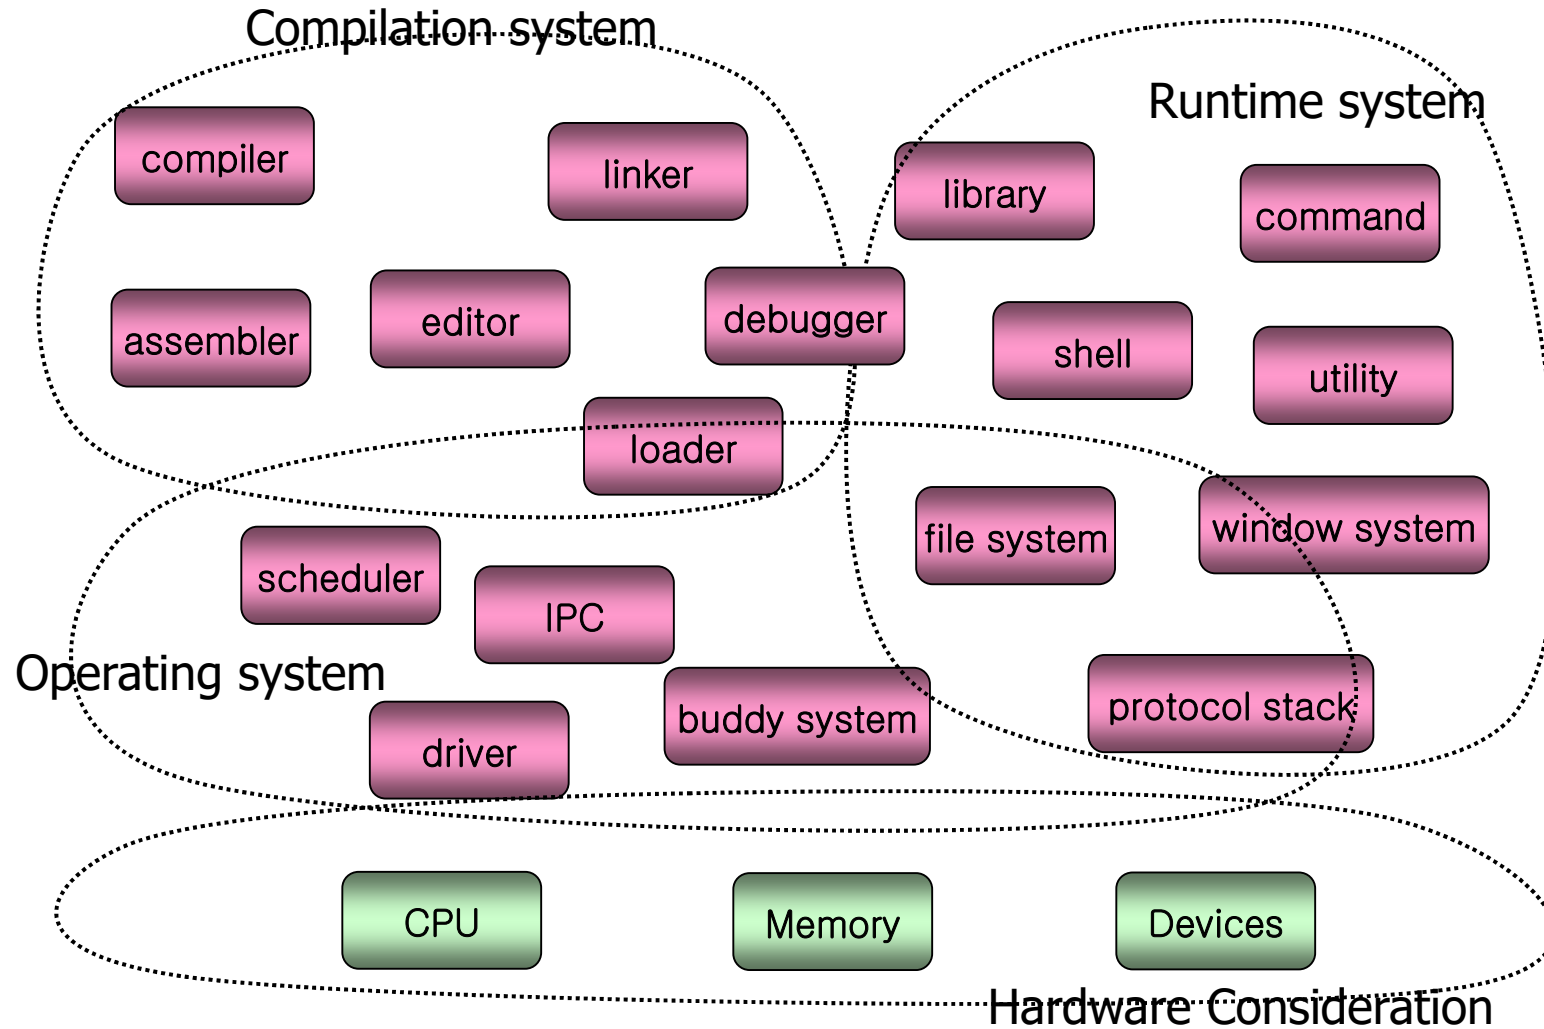 Compilation system
Runtime system
compiler
linker
library
command
assembler
editor
debugger
shell
utility
loader
file system
window system
scheduler
IPC
Operating system
driver
buddy system
protocol stack
CPU
Memory
Devices
Hardware Consideration